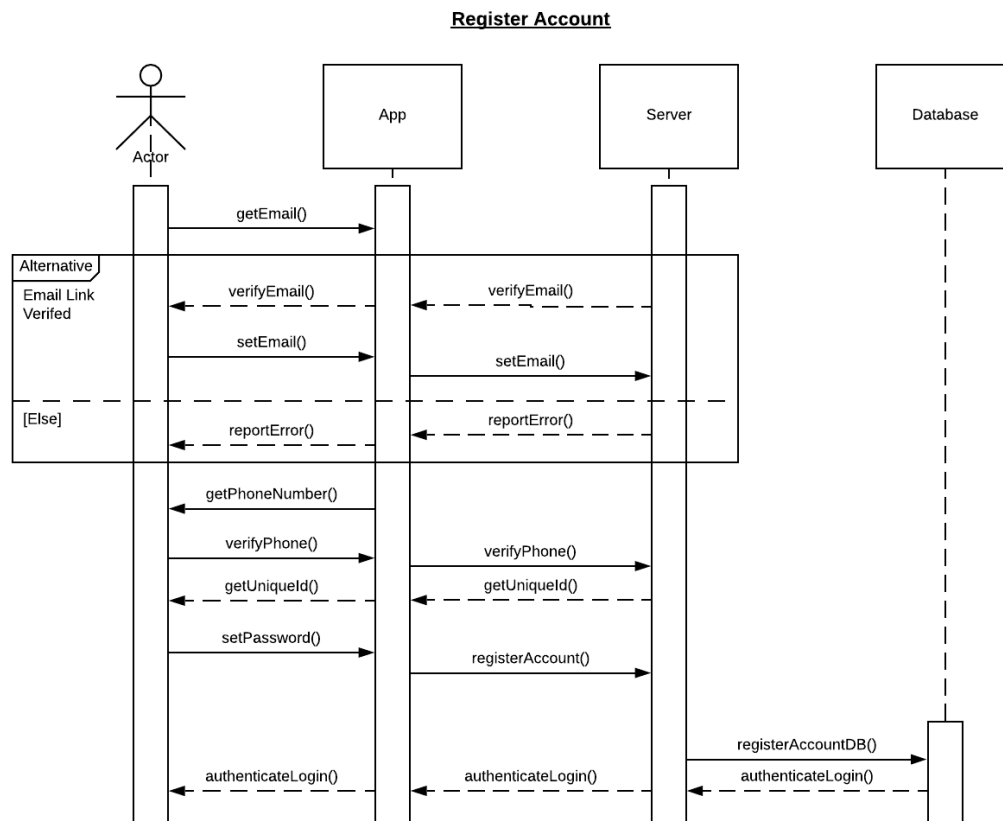 Register Account
Actor
App
Server
Database
getEmail()
Alternative
Email Link
Verifed
verifyEmail()
verifyEmail()
setEmail()
setEmail()
[Else]
reportError()
reportError()
getPhoneNumber()
verifyPhone()
verifyPhone()
getUniqueId()
getUniqueId()
setPassword()
registerAccount()
registerAccountDB()
authenticateLogin()
authenticateLogin()
authenticateLogin()